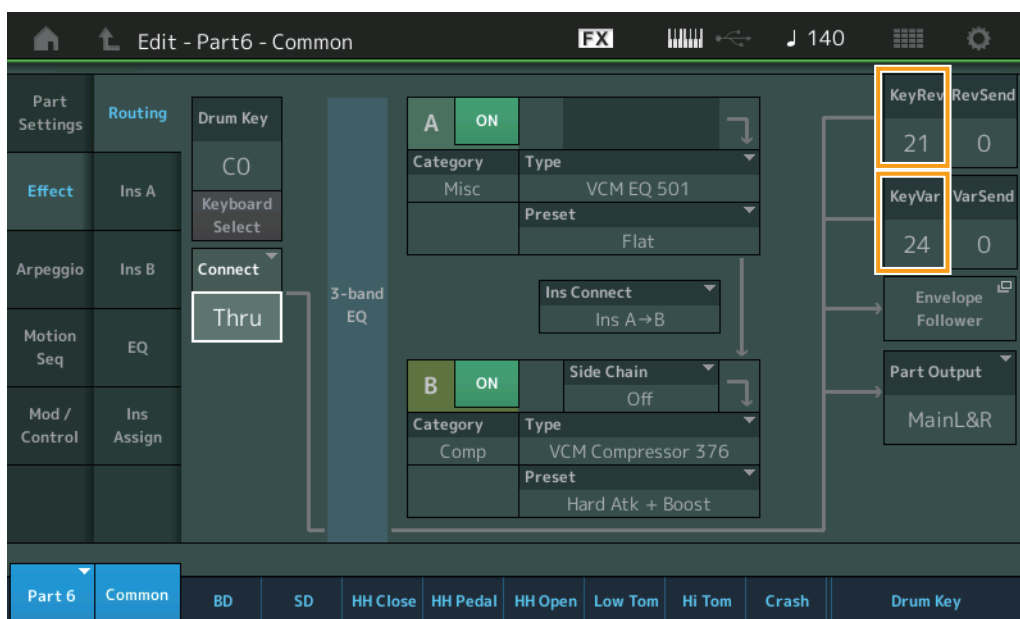 Edit - Part6 - Common
FX
♩ 140
Part
Settings
Effect
Arpeggio
Motion
Seq
Mod /
Control
Routing
Ins A
Ins B
EQ
Ins
Assign
Drum Key
C0
Keyboard
Select
Connect
Thru
3-band
EQ
A
ON
Category
Misc
Type
VCM EQ 501
Preset
Flat
Ins Connect
Ins A→B
B
ON
Side Chain
Off
Category
Comp
Type
VCM Compressor 376
Preset
Hard Atk + Boost
KeyRev
21
RevSend
0
KeyVar
24
VarSend
0
Envelope
Follower
Part Output
MainL&R
Part 6
Common
BD
SD
HH Close
HH Pedal
HH Open
Low Tom
Hi Tom
Crash
Drum Key